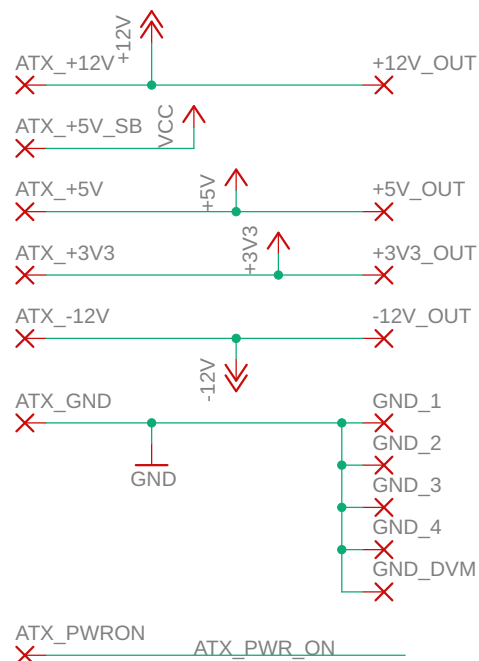 +12V
ATX_+12V
+12V_OUT
ATX_+5V_SB
VCC
ATX_+5V
+5V
+5V_OUT
ATX_+3V3
+3V3
+3V3_OUT
ATX_-12V
-12V_OUT
-12V
ATX_GND
GND_1
GND_2
GND
GND_3
GND_4
GND_DVM
ATX_PWRON
ATX_PWR_ON